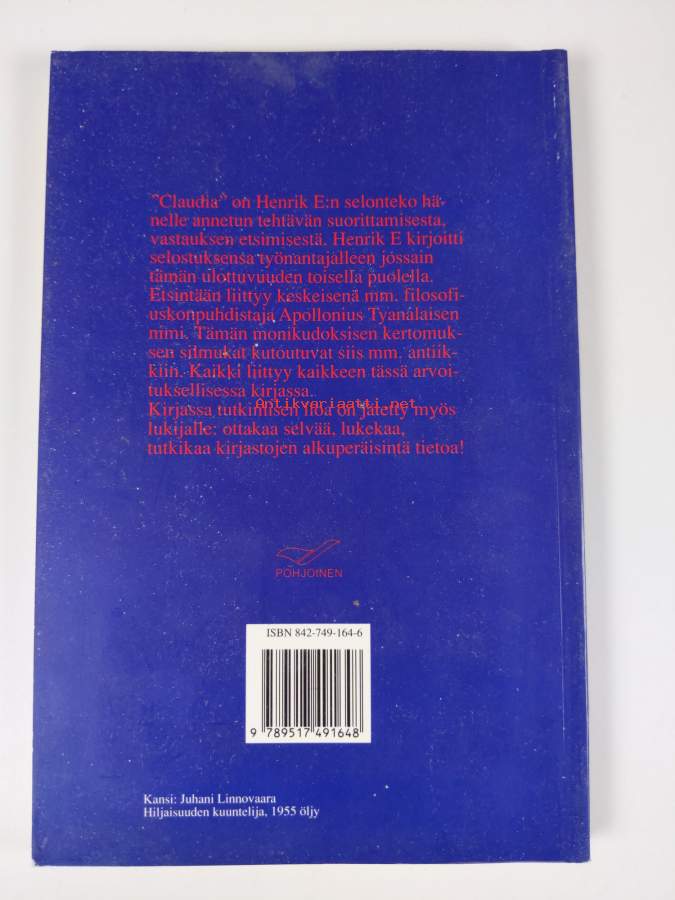 "Claudia" on Henrik E:n selonteko hä-
nelle annetun tehtävän suorittamisesta,
vastauksen etsimisestä. Henrik E kirjoitti
selostuksensa työnantajalleen jossain
tämän ulottuvuuden toisella puolella.
Etsintään liittyy keskeisenä mm. filosofi-
uskonpuhdistaja Apollonius Tyanalaisen
nimi. Tämän monikudoksisen kertomuk-
sen silmukat kutoutuvat siis mm. antiik-
kiin. Kaikki liittyy kaikkeen tässä arvoi-
tuksellisessa kirjassa.
Antikvariaatti.net
Kirjassa tutkimisen iloa on jätetty myös
lukijalle: ottakaa selvää, lukekaa,
tutkikaa kirjastojen alkuperäisintä tietoa!
POHJOINEN
ISBN 842-749-164-6
9 789517 491648
Kansi: Juhani Linnovaara
Hiljaisuuden kuuntelija, 1955 öljy